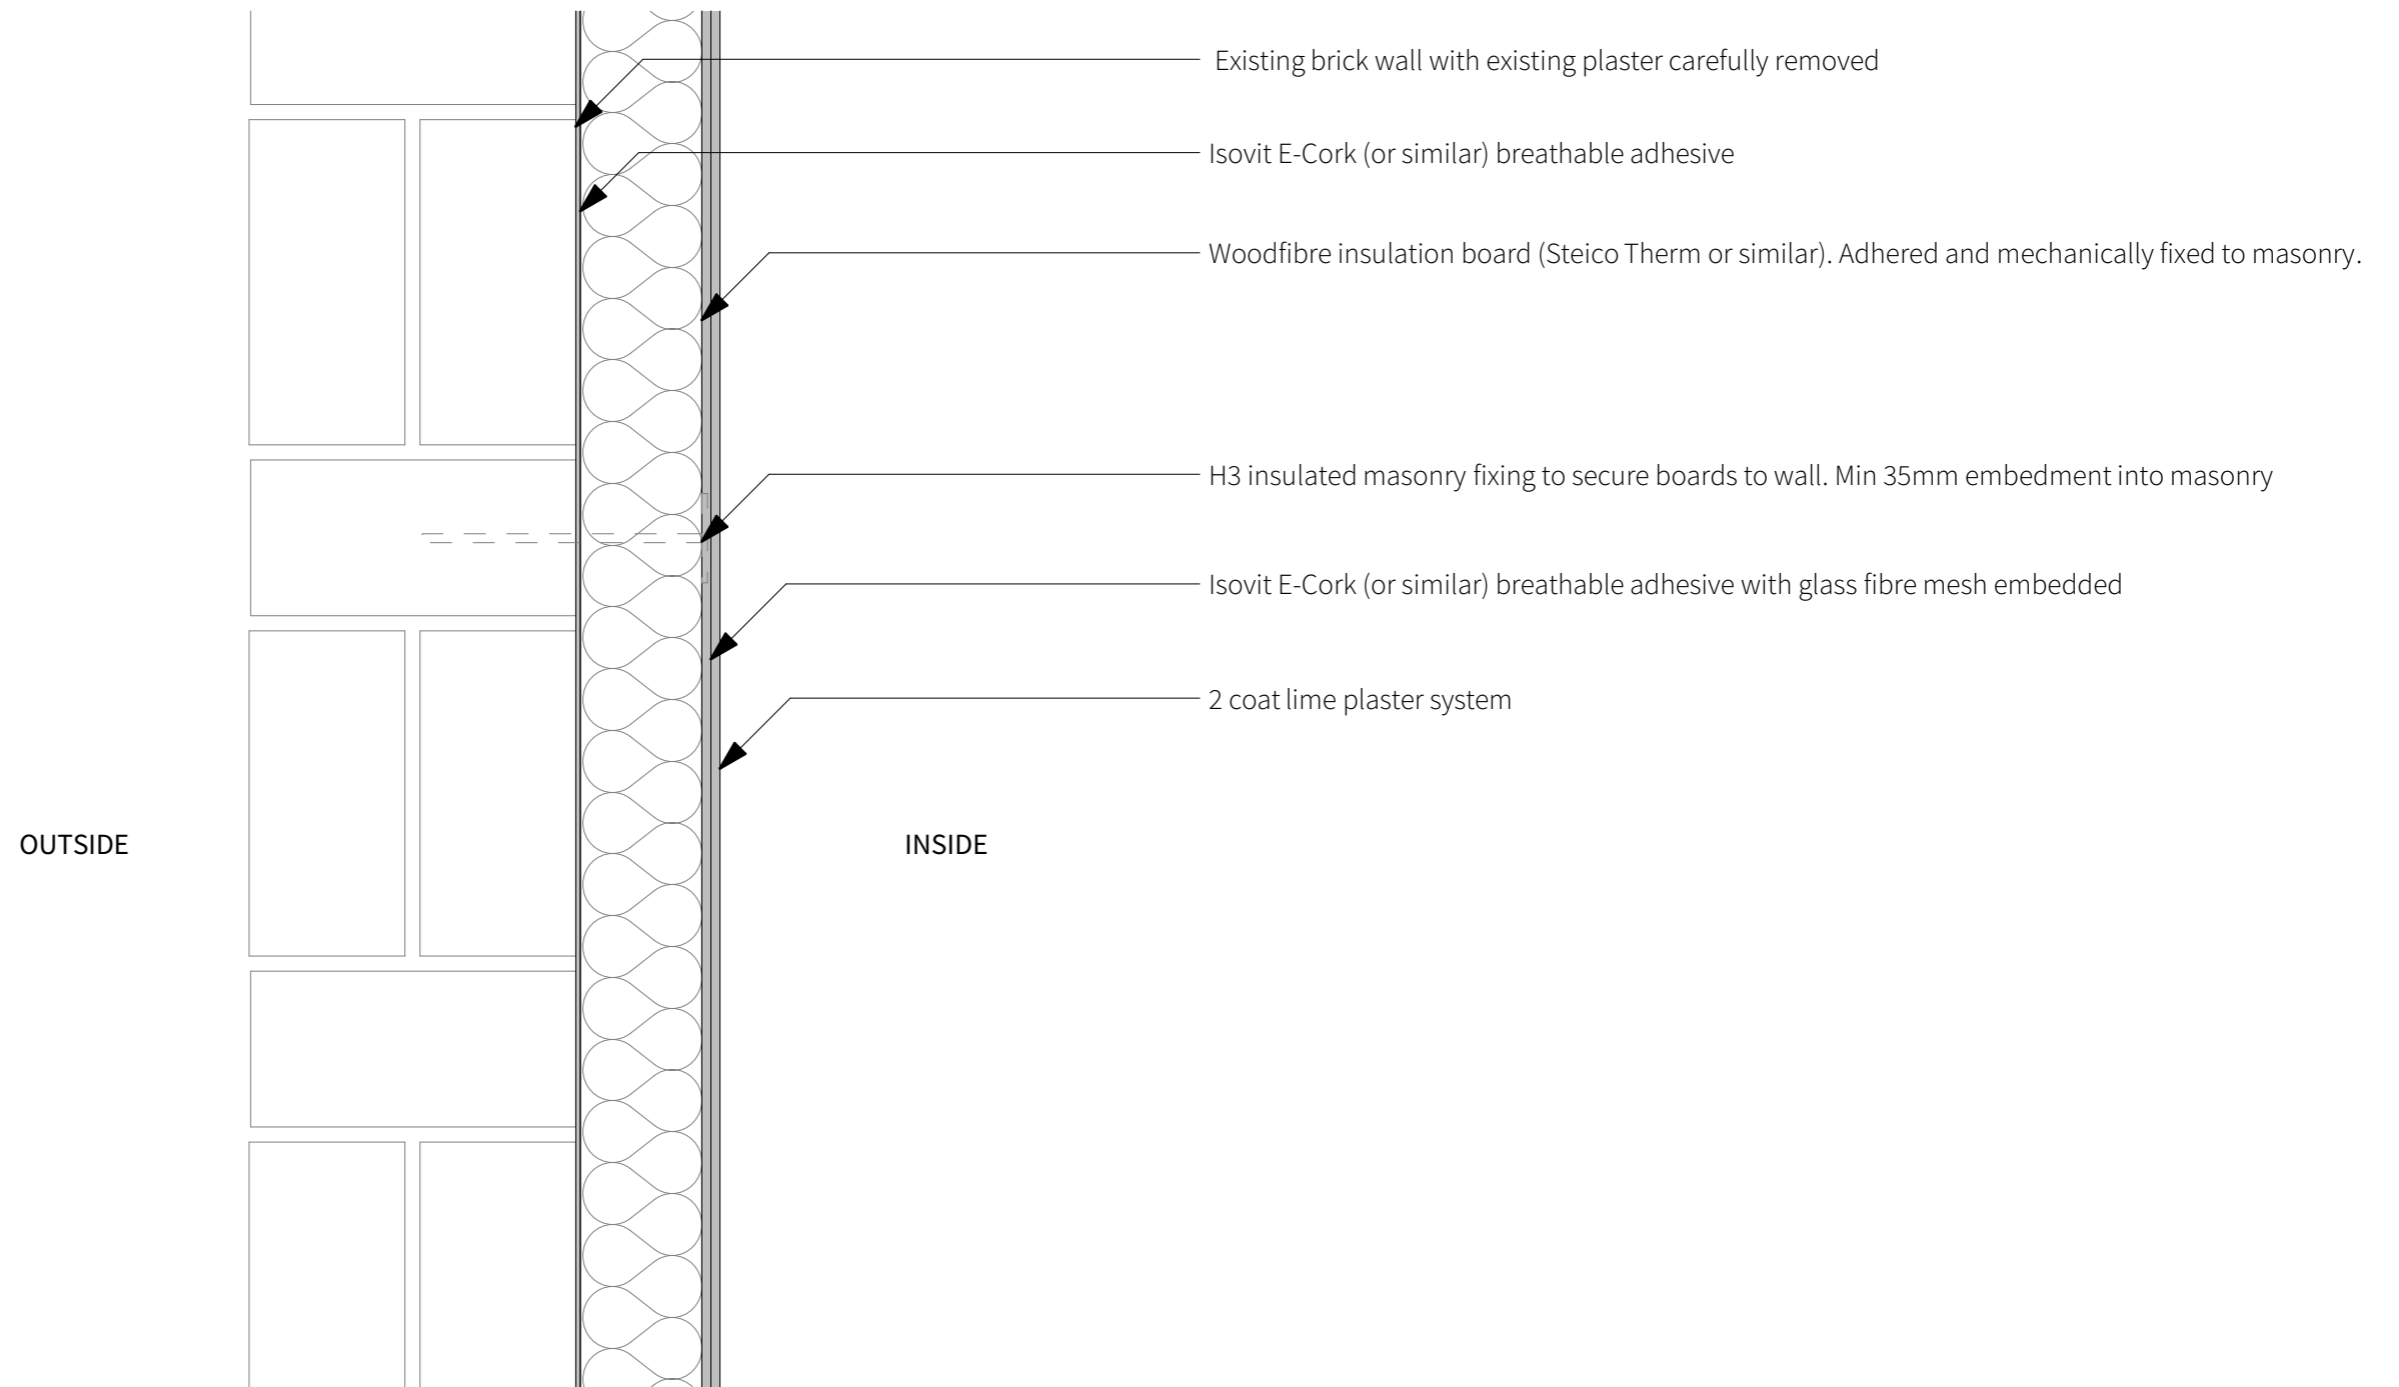 Existing brick wall with existing plaster carefully removed
Isovit E-Cork (or similar) breathable adhesive
Woodfibre insulation board (Steico Therm or similar). Adhered and mechanically fixed to masonry.
H3 insulated masonry fixing to secure boards to wall. Min 35mm embedment into masonry
Isovit E-Cork (or similar) breathable adhesive with glass fibre mesh embedded
2 coat lime plaster system
OUTSIDE
INSIDE